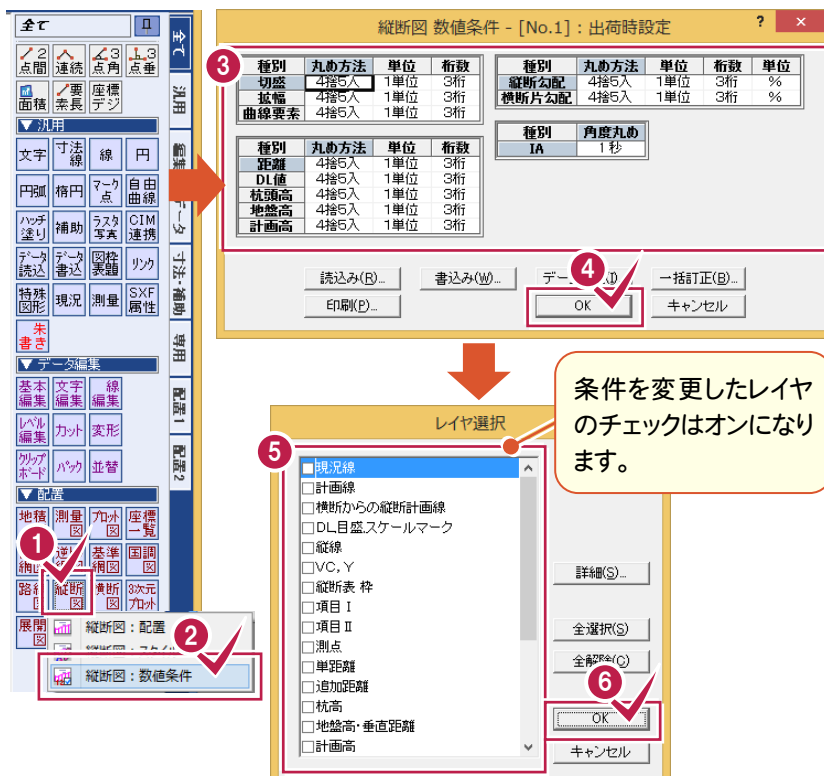 全て
全て
2 点間
連続
3 点角
3 点垂
面積
要素長
座標デジ
▼ 汎用
文字
寸法線
線
円
円弧
楕円
マーク点
自由曲線
ハッチ塗り
補助
ラスタ写真
CIM連携
データ読込
データ書込
図枠表題
リンク
特殊図形
現況
測量
SXF属性
朱書き
▼ データ編集
基本編集
文字編集
線編集
レベル編集
カット
変形
クリップボード
パック
並替
▼ 配置
地積図
測量図
プロット図
座標一覧
網図
基準網図
国調図
縦断図
横断図
3次元プロット
展開図
汎用
寸法・補助
専用
配置1
配置2
1
縦断図：配置
2
縦断図：数値条件
縦断図 数値条件 - [No.1]：出荷時設定
? ×
3
種別 丸め方法 単位 桁数
切盛 4捨5入 1単位 3桁
拡幅 4捨5入 1単位 3桁
曲線要素 4捨5入 1単位 3桁
種別 丸め方法 単位 桁数 単位
縦断勾配 4捨5入 1単位 3桁 %
横断片勾配 4捨5入 1単位 3桁 %
種別 角度丸め
IA 1秒
種別 丸め方法 単位 桁数
距離 4捨5入 1単位 3桁
DL値 4捨5入 1単位 3桁
杭頭高 4捨5入 1単位 3桁
地盤高 4捨5入 1単位 3桁
計画高 4捨5入 1単位 3桁
読込み(R)...
書込み(W)...
一括訂正(B)...
4
印刷(P)...
OK
キャンセル
条件を変更したレイヤ
のチェックはオンになり
ます。
レイヤ選択
5
現況線
計画線
横断からの縦断計画線
DL目盛.スケールマーク
縦線
VC,Y
縦断表 枠
項目Ⅰ
項目Ⅱ
測点
単距離
追加距離
杭高
地盤高・垂直距離
計画高
詳細(S)...
全選択(S)
全解除(C)
6
OK
キャンセル